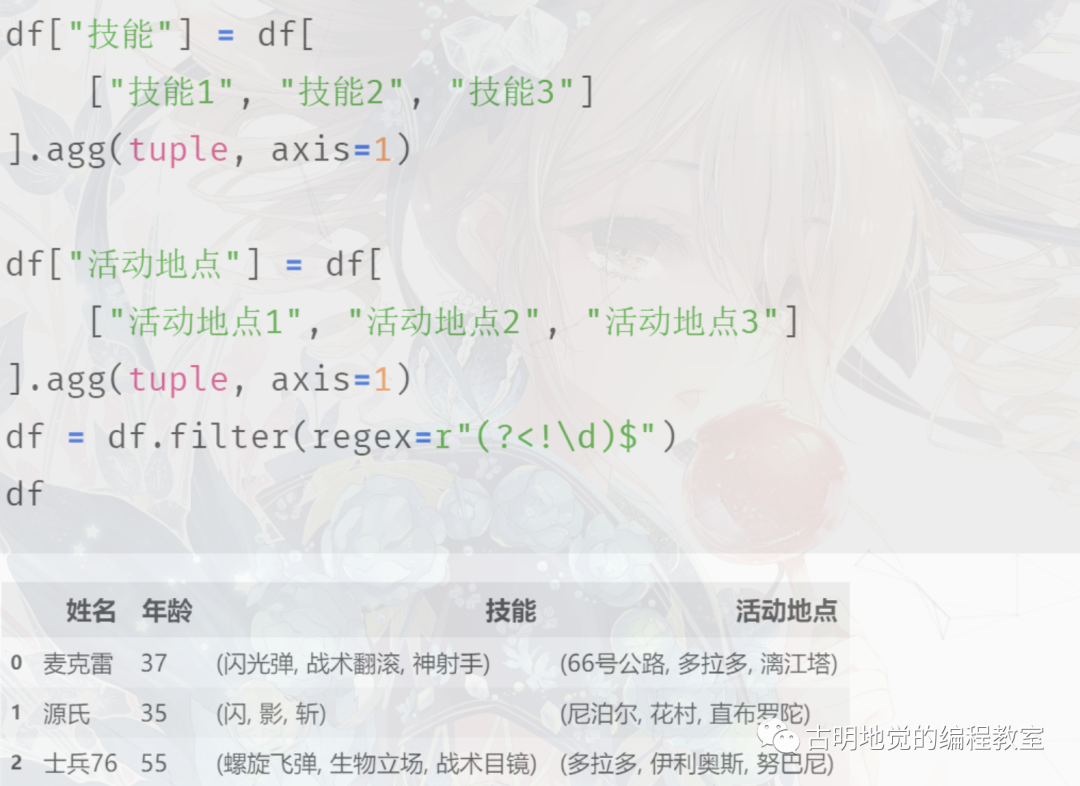 df["技能"] = df[
    ["技能1", "技能2", "技能3"]
].agg(tuple, axis=1)
df["活动地点"] = df[
    ["活动地点1", "活动地点2", "活动地点3"]
].agg(tuple, axis=1)
df = df.filter(regex=r"(?<!\d)$")
df
姓名 年龄 技能 活动地点
0 麦克雷 37 (闪光弹, 战术翻滚, 神射手) (66号公路, 多拉多, 漓江塔)
1 源氏 35 (闪, 影, 斩) (尼泊尔, 花村, 直布罗陀)
2 士兵76 55 (螺旋飞弹, 生物立场, 战术目镜) (多拉多, 伊利奥斯, 努巴尼)
古明地觉的编程教室